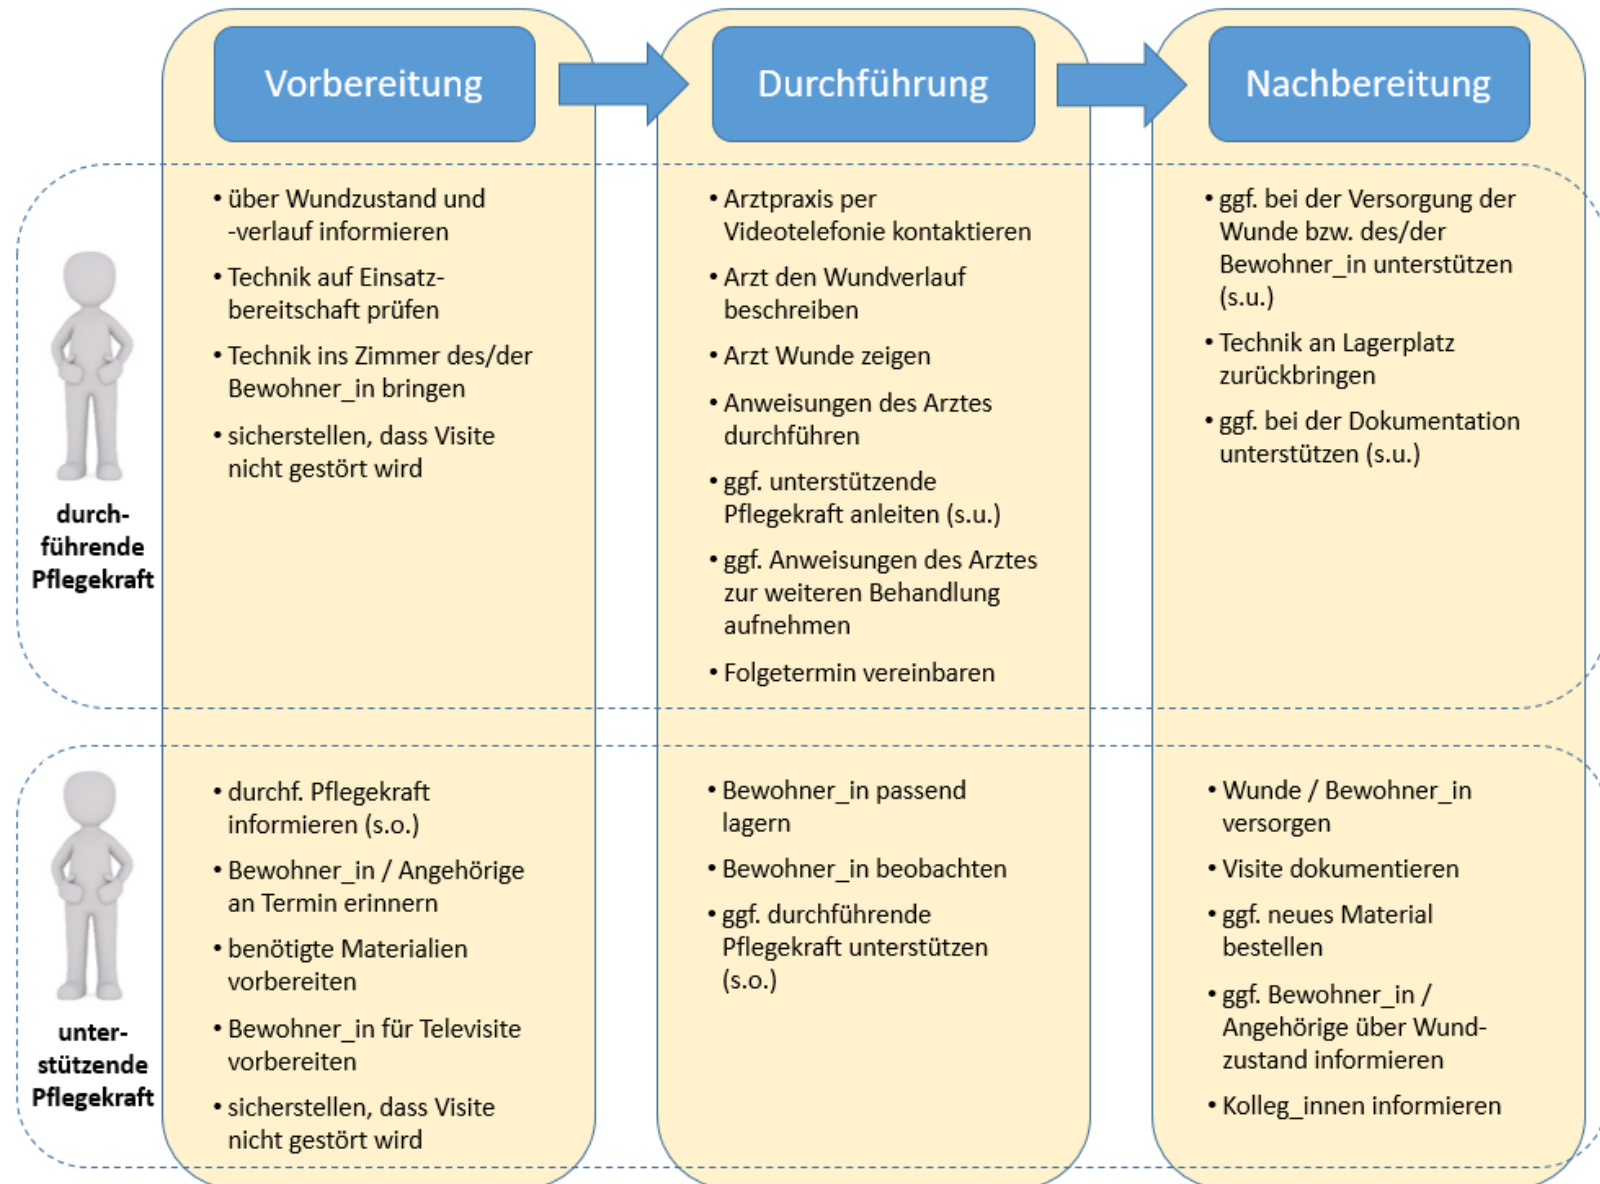 Vorbereitung
Durchführung
Nachbereitung
durch-
führende
Pflegekraft
• über Wundzustand und
-verlauf informieren
• Technik auf Einsatz-
bereitschaft prüfen
• Technik ins Zimmer des/der
Bewohner_in bringen
• sicherstellen, dass Visite
nicht gestört wird
• Arztpraxis per
Videotelefonie kontaktieren
• Arzt den Wundverlauf
beschreiben
• Arzt Wunde zeigen
• Anweisungen des Arztes
durchführen
• ggf. unterstützende
Pflegekraft anleiten (s.u.)
• ggf. Anweisungen des Arztes
zur weiteren Behandlung
aufnehmen
• Folgetermin vereinbaren
• ggf. bei der Versorgung der
Wunde bzw. des/der
Bewohner_in unterstützen
(s.u.)
• Technik an Lagerplatz
zurückbringen
• ggf. bei der Dokumentation
unterstützen (s.u.)
unter-
stützende
Pflegekraft
• durchf. Pflegekraft
informieren (s.o.)
• Bewohner_in / Angehörige
an Termin erinnern
• benötigte Materialien
vorbereiten
• Bewohner_in für Televisite
vorbereiten
• sicherstellen, dass Visite
nicht gestört wird
• Bewohner_in passend
lagern
• Bewohner_in beobachten
• ggf. durchführende
Pflegekraft unterstützen
(s.o.)
• Wunde / Bewohner_in
versorgen
• Visite dokumentieren
• ggf. neues Material
bestellen
• ggf. Bewohner_in /
Angehörige über Wund-
zustand informieren
• Kolleg_innen informieren